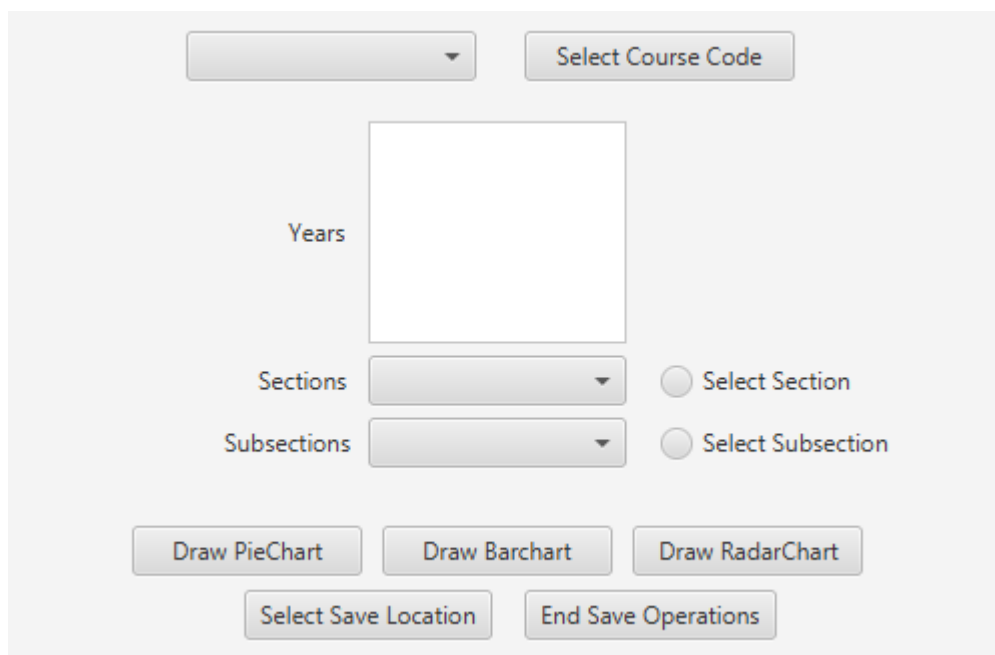 Select Course Code
Years
Sections Select Section
Subsections Select Subsection
Draw PieChart Draw Barchart Draw RadarChart
Select Save Location End Save Operations